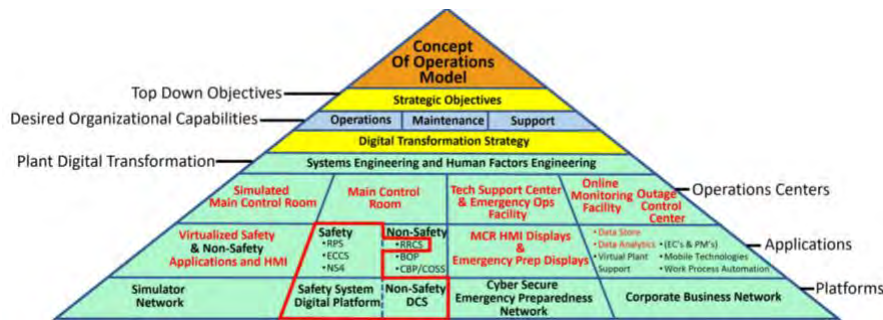 Concept
Of Operations
Model
Top Down Objectives
Strategic Objectives
Desired Organizational Capabilities
Operations
Maintenance
Support
Digital Transformation Strategy
Plant Digital Transformation
Systems Engineering and Human Factors Engineering
Simulated
Main Control Room
Main Control
Room
Tech Support Center
& Emergency Ops
Facility
Online
Monitoring
Facility
Outage
Control
Center
Operations Centers
Virtualized Safety
& Non-Safety
Applications and HMI
Safety
•RPS
•ECCS
•NS4
Non-Safety
•RRCS
•BOP
•CBP/COSS
MCR HMI Displays
&
Emergency Prep Displays
• Data Store
• Data Analytics
• Virtual Plant
Support
• (EC's & PM's)
• Mobile Technologies
• Work Process Automation
Applications
Simulator
Network
Safety System
Digital Platform
Non-Safety
DCS
Cyber Secure
Emergency Preparedness
Network
Corporate Business Network
Platforms